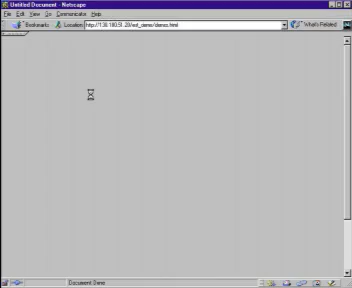 Untitled Document - Netscape
File Edit View Go Communicator Help
Bookmarks Location: What's Related
Document: Done